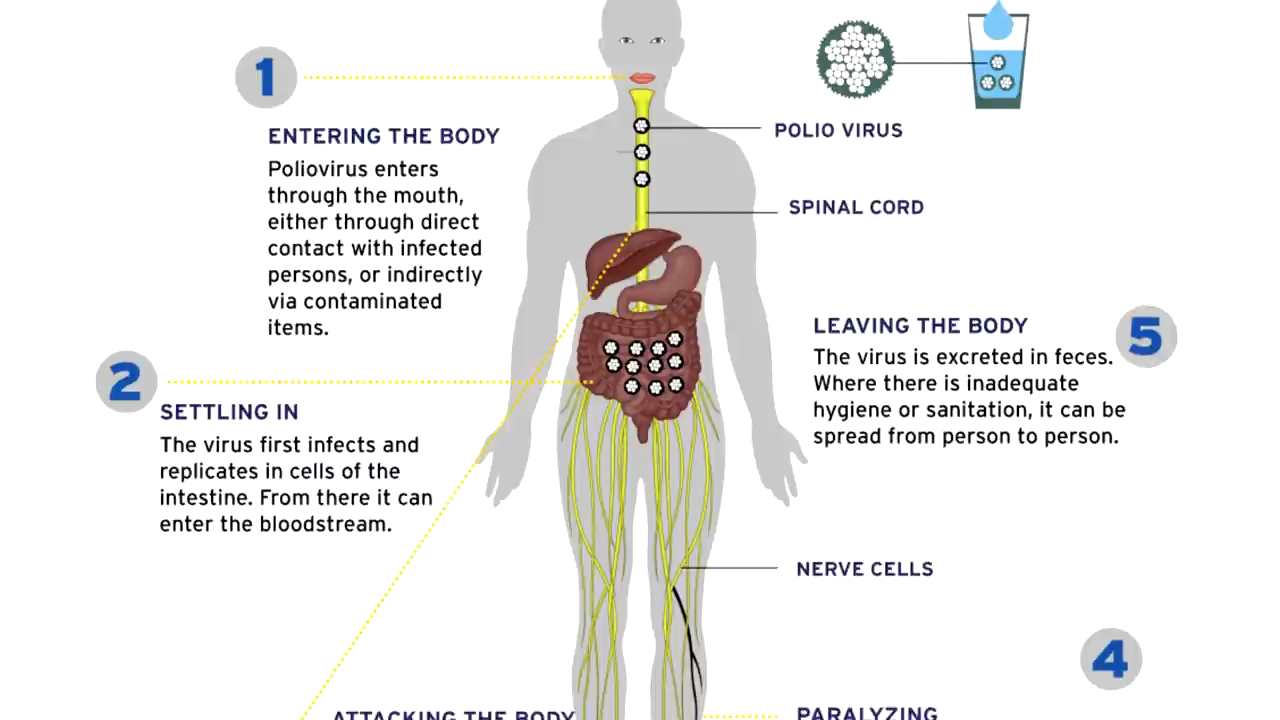 1
ENTERING THE BODY
Poliovirus enters
through the mouth,
either through direct
contact with infected
persons, or indirectly
via contaminated
items.
2
SETTLING IN
The virus first infects and
replicates in cells of the
intestine. From there it can
enter the bloodstream.
ATTACKING THE BODY
POLIO VIRUS
SPINAL CORD
5
LEAVING THE BODY
The virus is excreted in feces.
Where there is inadequate
hygiene or sanitation, it can be
spread from person to person.
NERVE CELLS
4
PARALYZING